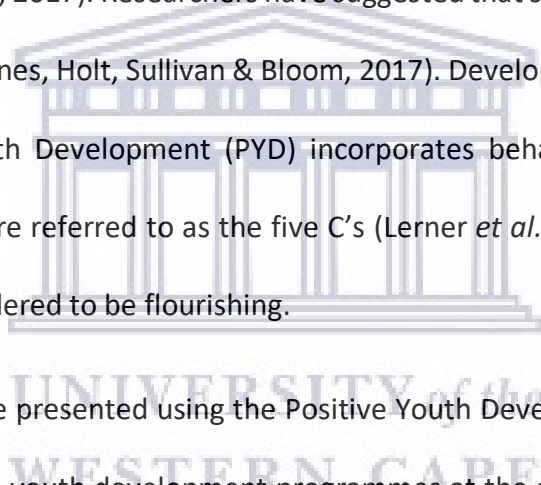 , 2017). Researchers have suggested that s
nes, Holt, Sullivan & Bloom, 2017). Develop
th Development (PYD) incorporates beha
re referred to as the five C's (Lerner et al.
lered to be flourishing.
UNIVERSITY of the
e presented using the Positive Youth Deve
WESTERN CAPE
youth development programmes at the